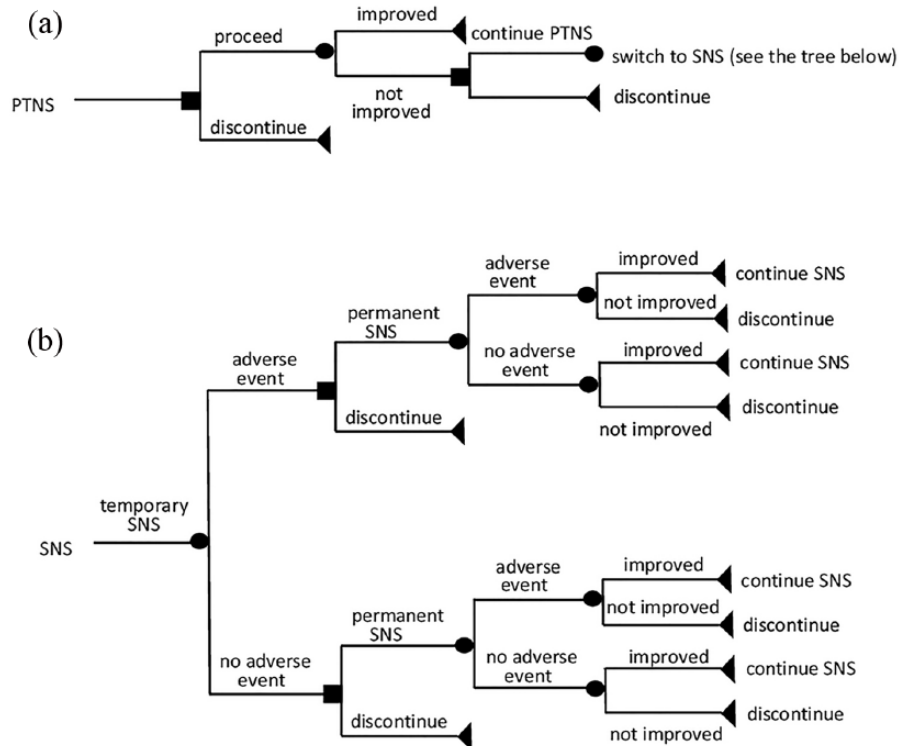 (a)
improved
proceed
continue PTNS
switch to SNS (see the tree below)
PTNS
not
improved
discontinue
discontinue
(b)
improved
adverse
event
continue SNS
not improved
permanent
SNS
discontinue
adverse
event
no adverse
event
improved
continue SNS
discontinue
discontinue
not improved
temporary
SNS
SNS
improved
adverse
event
continue SNS
not improved
permanent
SNS
discontinue
no adverse
event
no adverse
event
improved
continue SNS
discontinue
discontinue
not improved